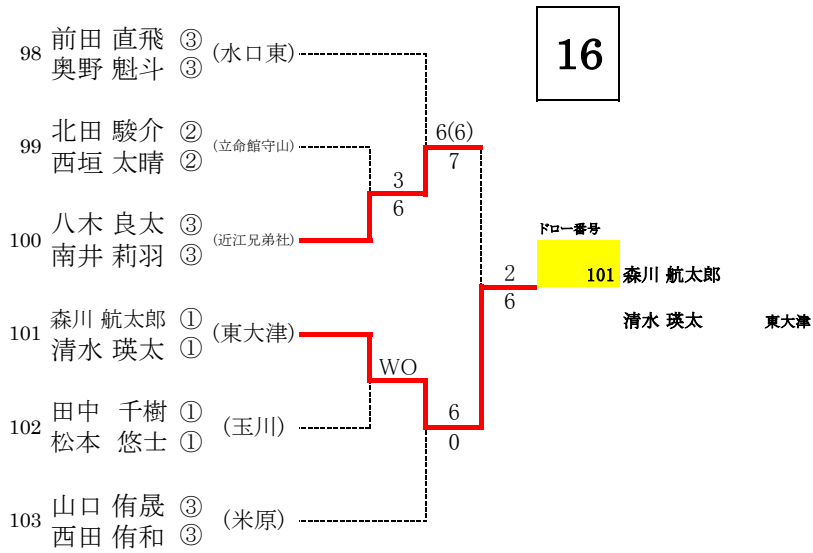 16
98 前田 直飛 ③ (水口東)
奥野 魁斗 ③
99 北田 駿介 ② (立命館守山)
西垣 太晴 ②
6(6)
7
3
6
100 八木 良太 ③ (近江兄弟社)
南井 莉羽 ③
ドロー番号
2
6
101 森川 航太郎
清水 瑛太 東大津
101 森川 航太郎 ① (東大津)
清水 瑛太 ①
WO
102 田中 千樹 ① (玉川)
松本 悠士 ①
6
0
103 山口 侑晟 ③ (米原)
西田 侑和 ③